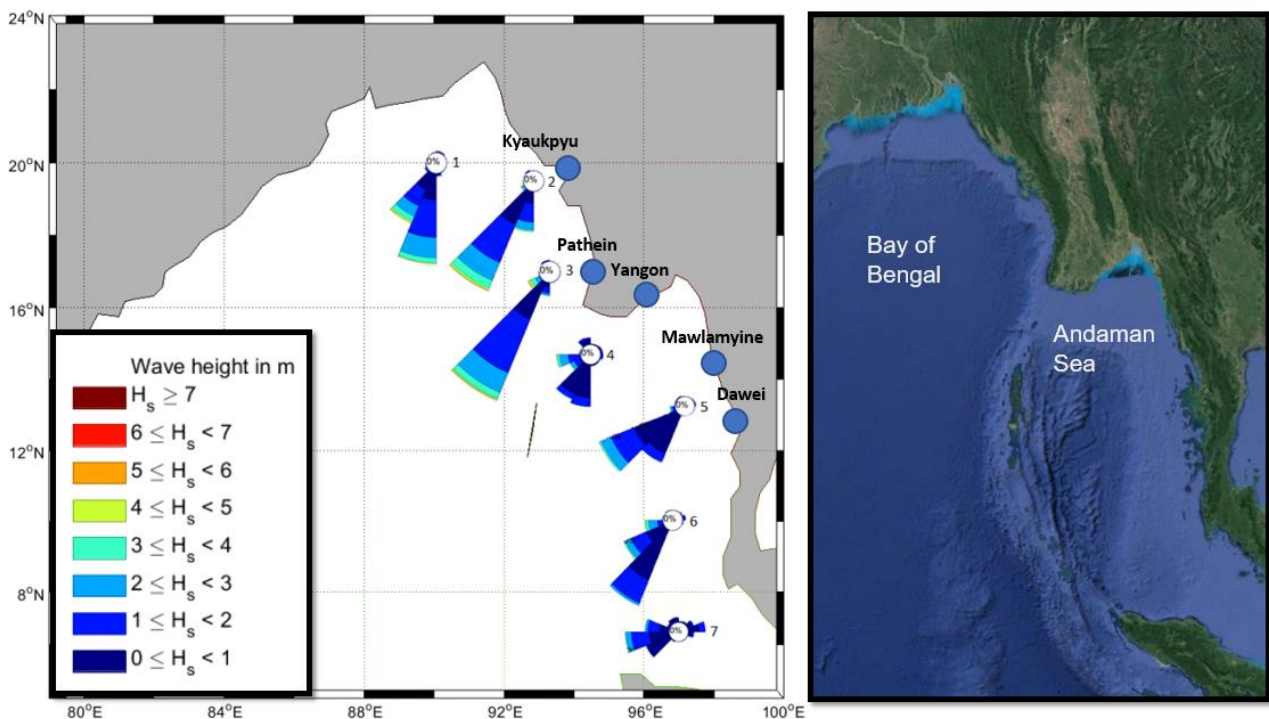 24°N
20°N
16°N
12°N
8°N
80°E
84°E
88°E
92°E
96°E
100°E
Kyaukpyu
Pathein
Yangon
Mawlamyine
Dawei
0% 1
0% 2
0% 3
0% 4
0% 5
0% 6
0% 7
Wave height in m
Hs ≥ 7
6 ≤ Hs < 7
5 ≤ Hs < 6
4 ≤ Hs < 5
3 ≤ Hs < 4
2 ≤ Hs < 3
1 ≤ Hs < 2
0 ≤ Hs < 1
Bay of
Bengal
Andaman
Sea